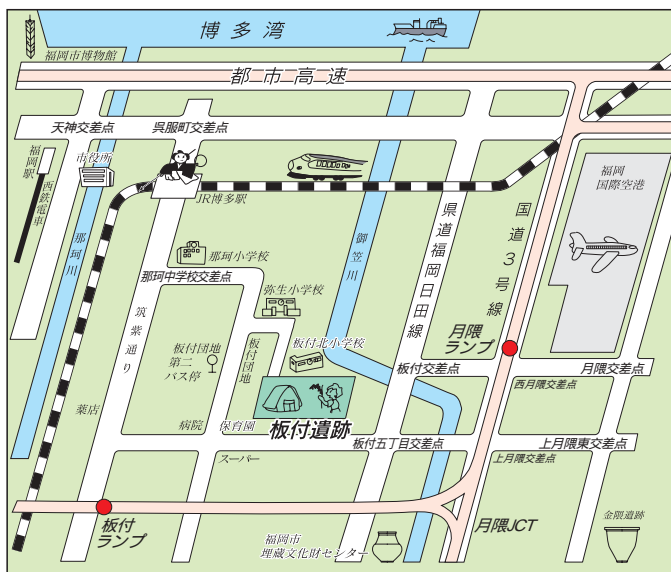 博多湾
福岡市博物館
都市高速
天神交差点
呉服町交差点
福岡駅
西鉄電車
市役所
JR博多駅
福岡
国際空港
那珂川
御笠川
県道福岡日田線
国道3号線
那珂小学校
那珂中学校交差点
弥生小学校
筑紫通り
板付団地
第二
バス停
板付団地
板付北小学校
月隈
ランプ
板付交差点
西月隈交差点
月隈交差点
薬店
病院
保育園
板付遺跡
スーパー
板付五丁目交差点
上月隈交差点
上月隈東交差点
板付
ランプ
月隈JCT
福岡市
埋蔵文化財センター
金隈遺跡